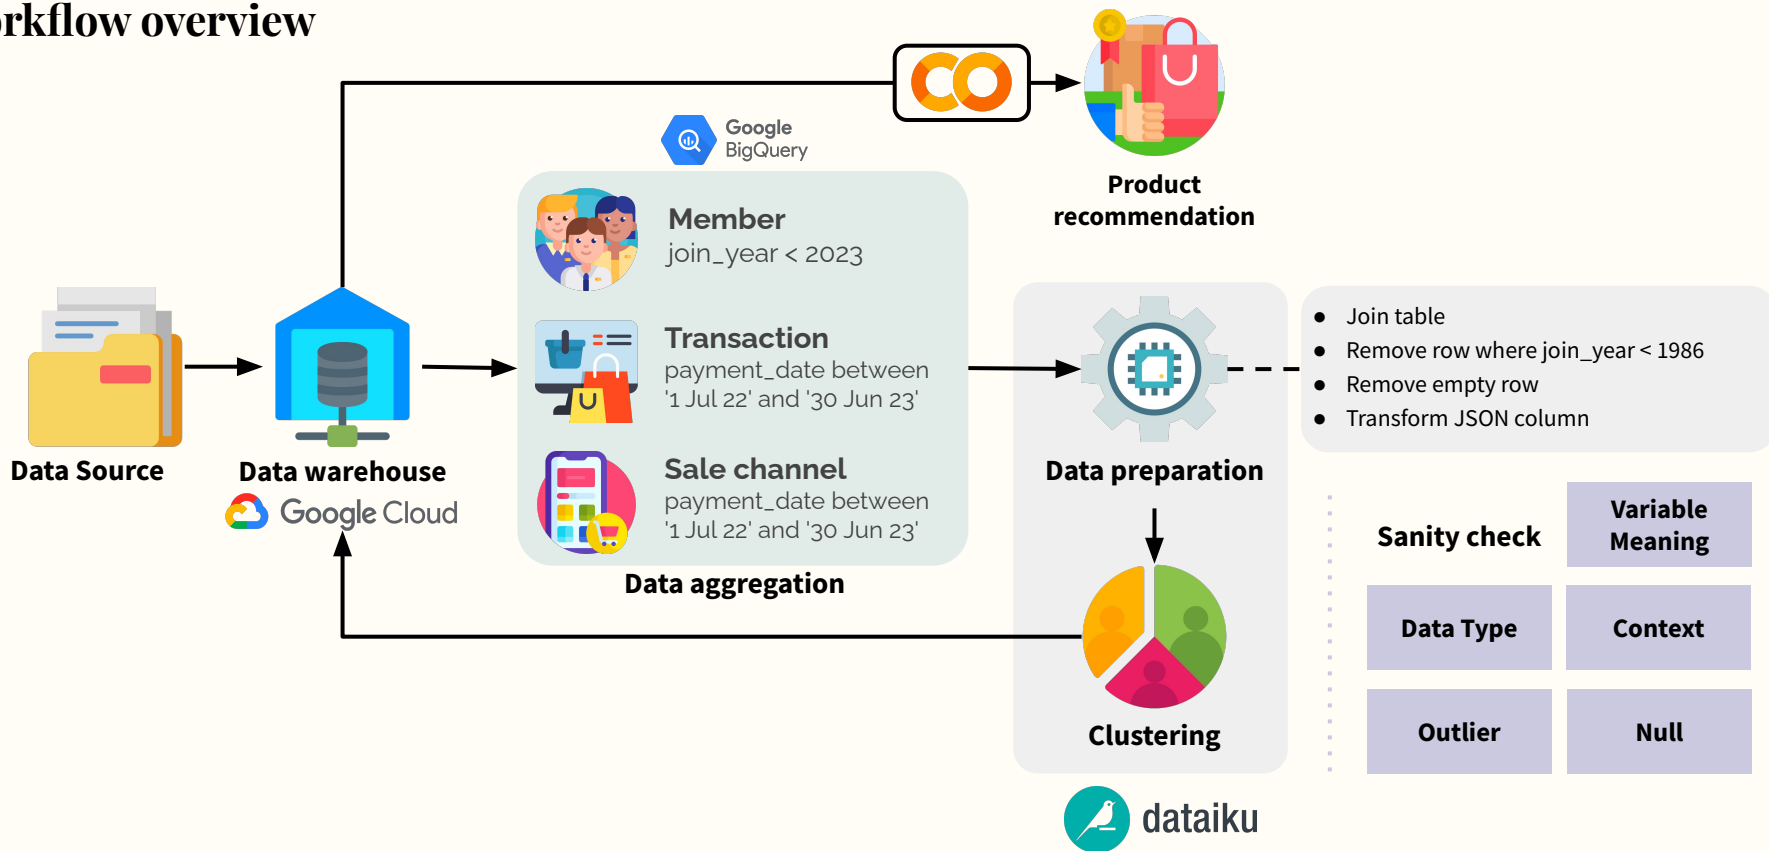 orkflow overview
Google
BigQuery
Product
recommendation
Member
join_year < 2023
Transaction
payment_date between
'1 Jul 22' and '30 Jun 23'
Sale channel
payment_date between
'1 Jul 22' and '30 Jun 23'
Data aggregation
Data Source
Data warehouse
Google Cloud
Data preparation
● Join table
● Remove row where join_year < 1986
● Remove empty row
● Transform JSON column
Clustering
dataiku
Sanity check
Variable
Meaning
Data Type
Context
Outlier
Null